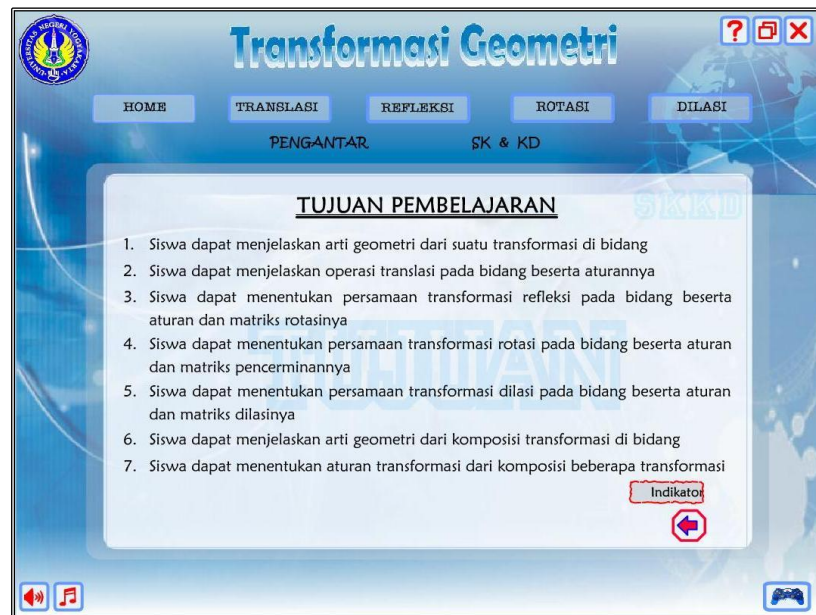 UNIVERSITAS NEGERI YOGYAKARTA
Transformasi Geometri
?
HOME
TRANSLASI
REFLEKSI
ROTASI
DILASI
PENGANTAR
SK & KD
SKKD
TUJUAN PEMBELAJARAN
1. Siswa dapat menjelaskan arti geometri dari suatu transformasi di bidang
2. Siswa dapat menjelaskan operasi translasi pada bidang beserta aturannya
3. Siswa dapat menentukan persamaan transformasi refleksi pada bidang beserta
aturan dan matriks rotasinya
4. Siswa dapat menentukan persamaan transformasi rotasi pada bidang beserta aturan
dan matriks pencerminannya
5. Siswa dapat menentukan persamaan transformasi dilasi pada bidang beserta aturan
dan matriks dilasinya
6. Siswa dapat menjelaskan arti geometri dari komposisi transformasi di bidang
7. Siswa dapat menentukan aturan transformasi dari komposisi beberapa transformasi
TUJUAN
Indikator